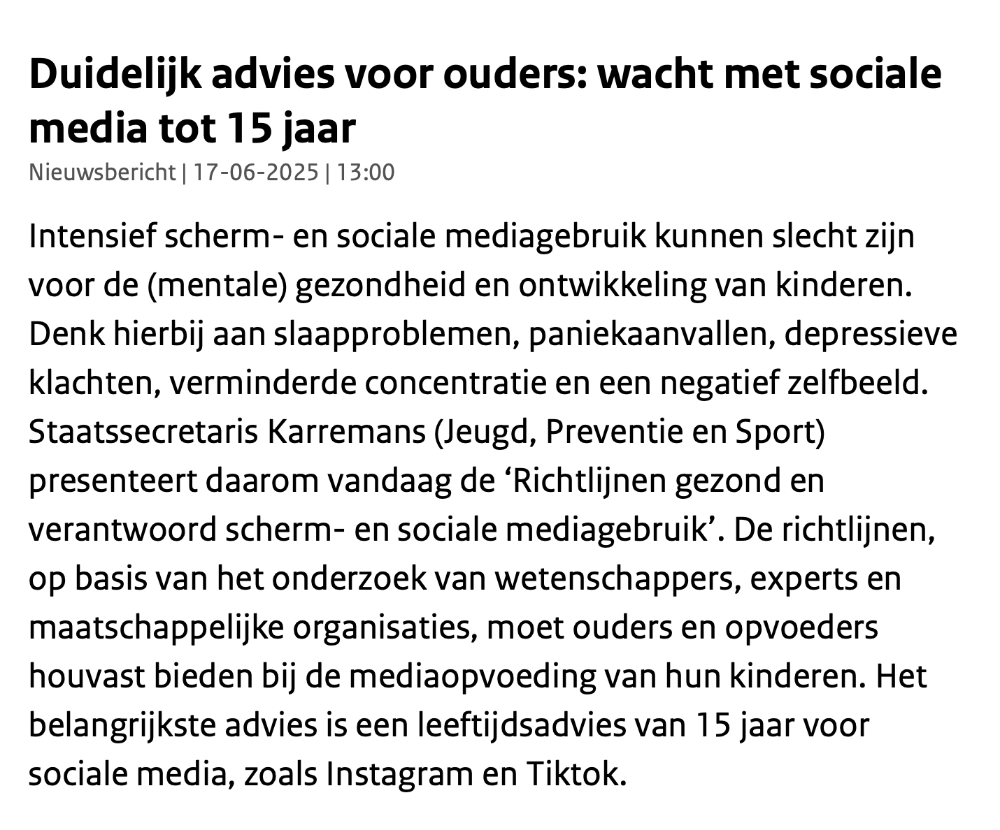 Duidelijk advies voor ouders: wacht met sociale
media tot 15 jaar
Nieuwsbericht | 17-06-2025 | 13:00
Intensief scherm- en sociale mediagebruik kunnen slecht zijn
voor de (mentale) gezondheid en ontwikkeling van kinderen.
Denk hierbij aan slaapproblemen, paniekaanvallen, depressieve
klachten, verminderde concentratie en een negatief zelfbeeld.
Staatssecretaris Karremans (Jeugd, Preventie en Sport)
presenteert daarom vandaag de ‘Richtlijnen gezond en
verantwoord scherm- en sociale mediagebruik’. De richtlijnen,
op basis van het onderzoek van wetenschappers, experts en
maatschappelijke organisaties, moet ouders en opvoeders
houvast bieden bij de mediaopvoeding van hun kinderen. Het
belangrijkste advies is een leeftijdsadvies van 15 jaar voor
sociale media, zoals Instagram en Tiktok.